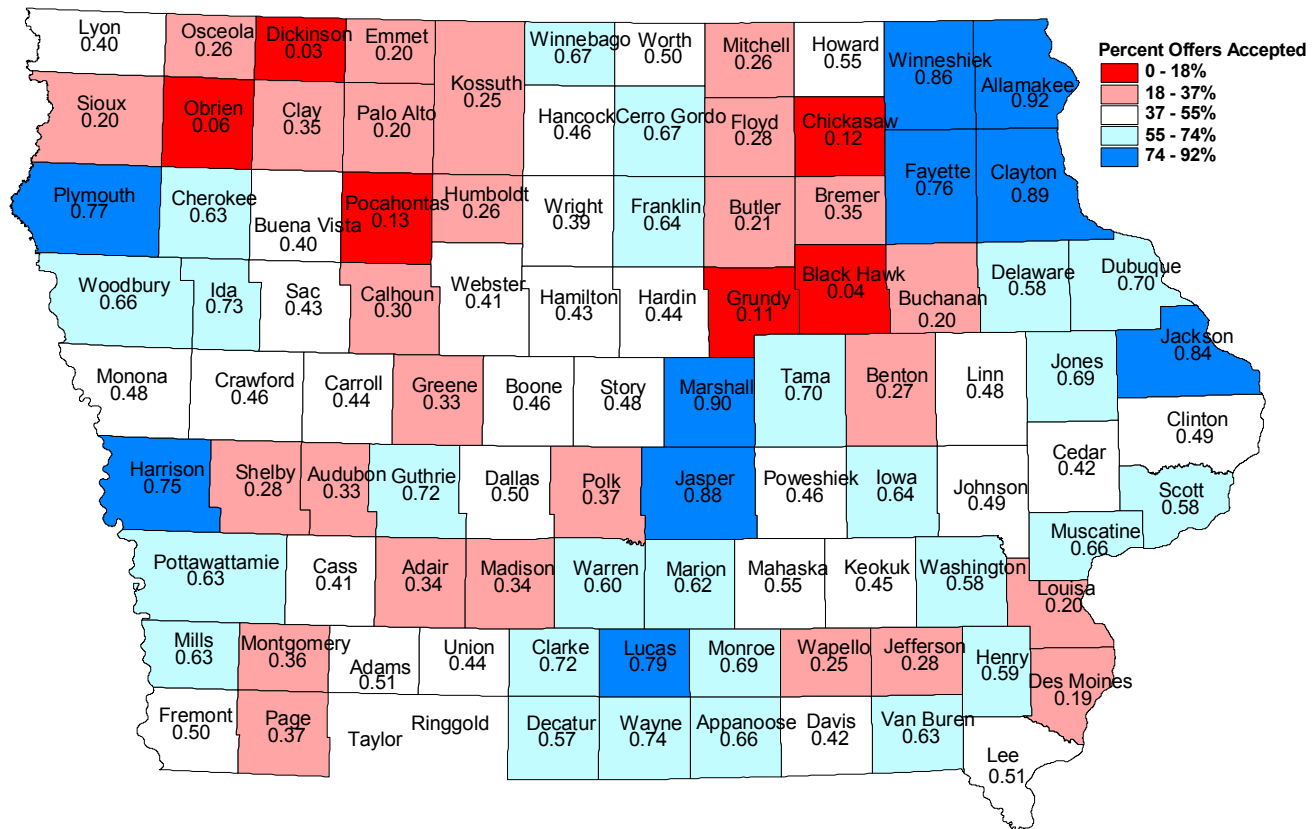 Percent Offers Accepted
0 - 18%
18 - 37%
37 - 55%
55 - 74%
74 - 92%
Lyon
0.40
Osceola
0.26
Dickinson
0.03
Emmet
0.20
Kossuth
0.25
Winnebago
0.67
Worth
0.50
Mitchell
0.26
Howard
0.55
Winneshiek
0.86
Allamakee
0.92
Sioux
0.20
Obrien
0.06
Clay
0.35
Palo Alto
0.20
Hancock
0.46
Cerro Gordo
0.67
Floyd
0.28
Chickasaw
0.12
Plymouth
0.77
Cherokee
0.63
Buena Vista
0.40
Pocahontas
0.13
Humboldt
0.26
Wright
0.39
Franklin
0.64
Butler
0.21
Bremer
0.35
Fayette
0.76
Clayton
0.89
Woodbury
0.66
Ida
0.73
Sac
0.43
Calhoun
0.30
Webster
0.41
Hamilton
0.43
Hardin
0.44
Grundy
0.11
Black Hawk
0.04
Buchanan
0.20
Delaware
0.58
Dubuque
0.70
Jackson
0.84
Monona
0.48
Crawford
0.46
Carroll
0.44
Greene
0.33
Boone
0.46
Story
0.48
Marshall
0.90
Tama
0.70
Benton
0.27
Linn
0.48
Jones
0.69
Clinton
0.49
Harrison
0.75
Shelby
0.28
Audubon
0.33
Guthrie
0.72
Dallas
0.50
Polk
0.37
Jasper
0.88
Poweshiek
0.46
Iowa
0.64
Johnson
0.49
Cedar
0.42
Scott
0.58
Muscatine
0.66
Pottawattamie
0.63
Cass
0.41
Adair
0.34
Madison
0.34
Warren
0.60
Marion
0.62
Mahaska
0.55
Keokuk
0.45
Washington
0.58
Louisa
0.20
Mills
0.63
Montgomery
0.36
Adams
0.51
Union
0.44
Clarke
0.72
Lucas
0.79
Monroe
0.69
Wapello
0.25
Jefferson
0.28
Henry
0.59
Des Moines
0.19
Fremont
0.50
Page
0.37
Taylor
Ringgold
Decatur
0.57
Wayne
0.74
Appanoose
0.66
Davis
0.42
Van Buren
0.63
Lee
0.51